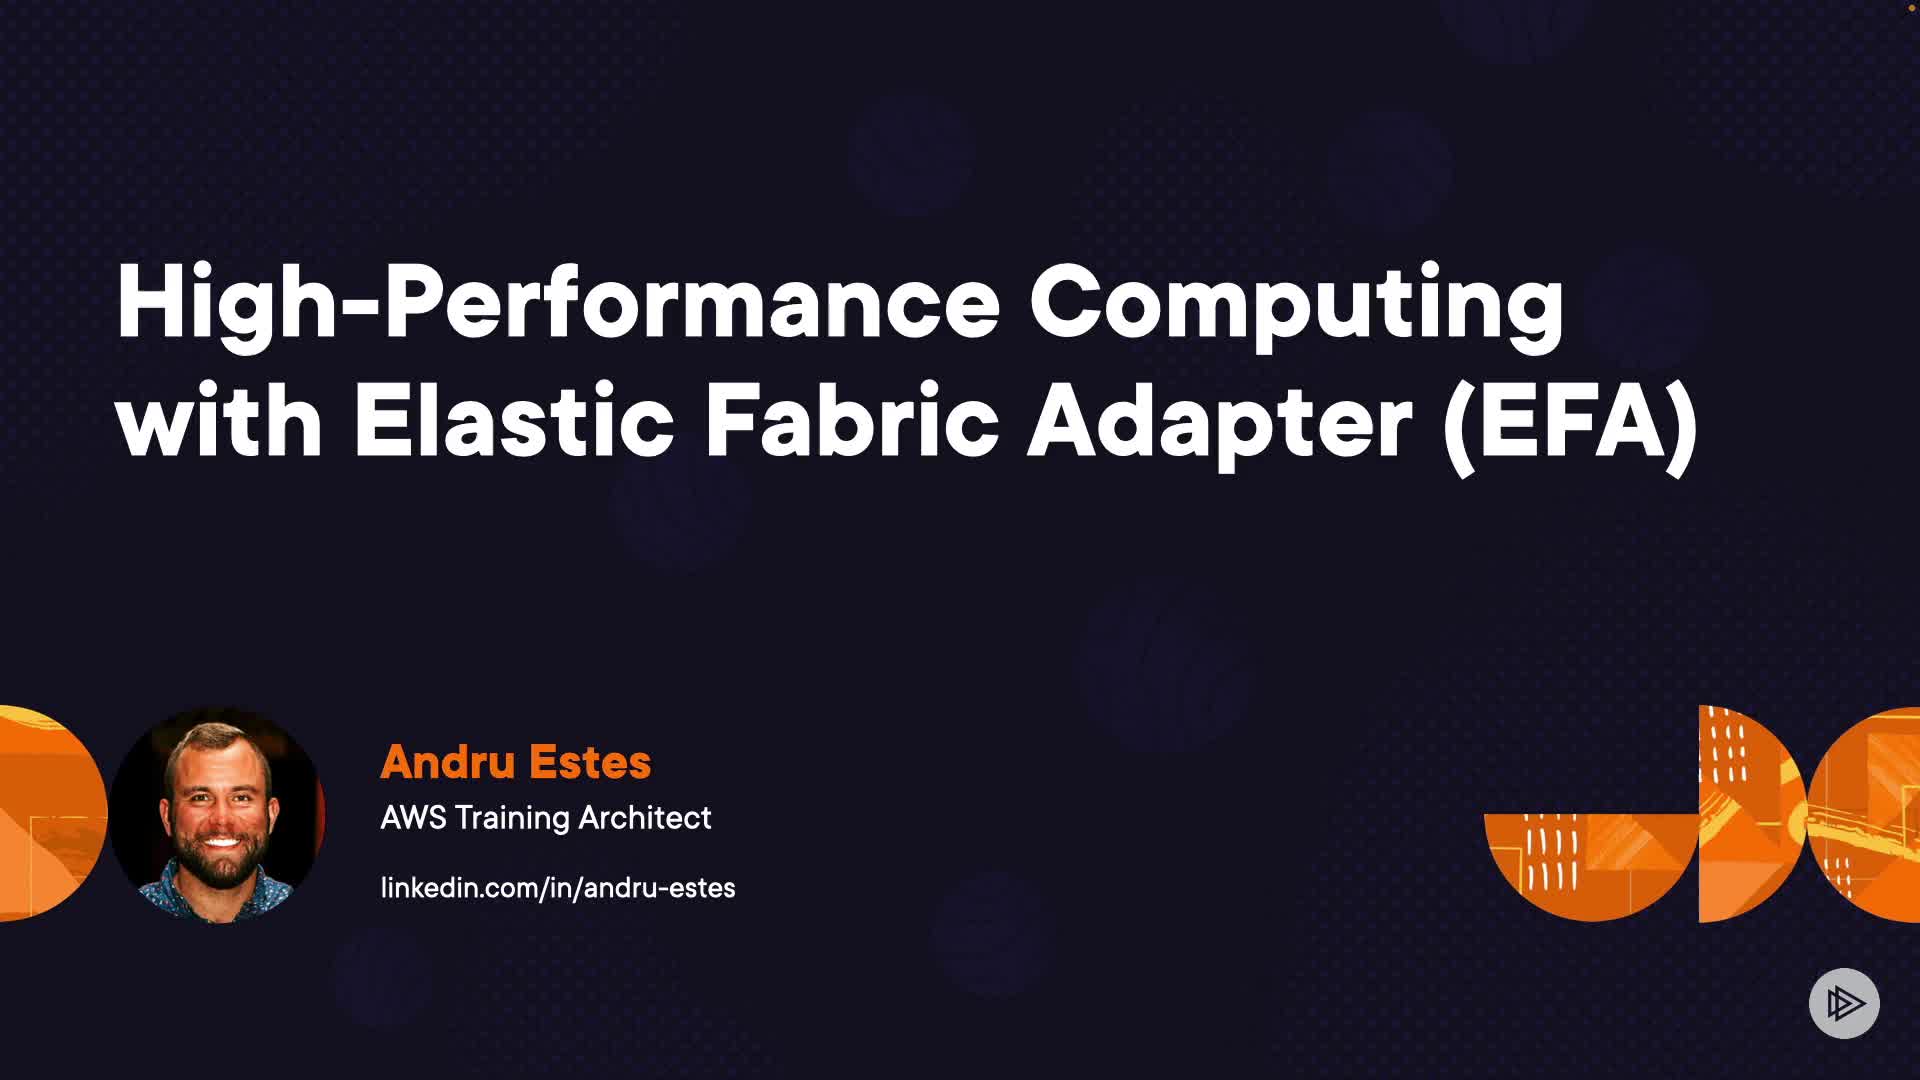 High-Performance Computing
with Elastic Fabric Adapter (EFA)
Andru Estes
AWS Training Architect
linkedin.com/in/andru-estes